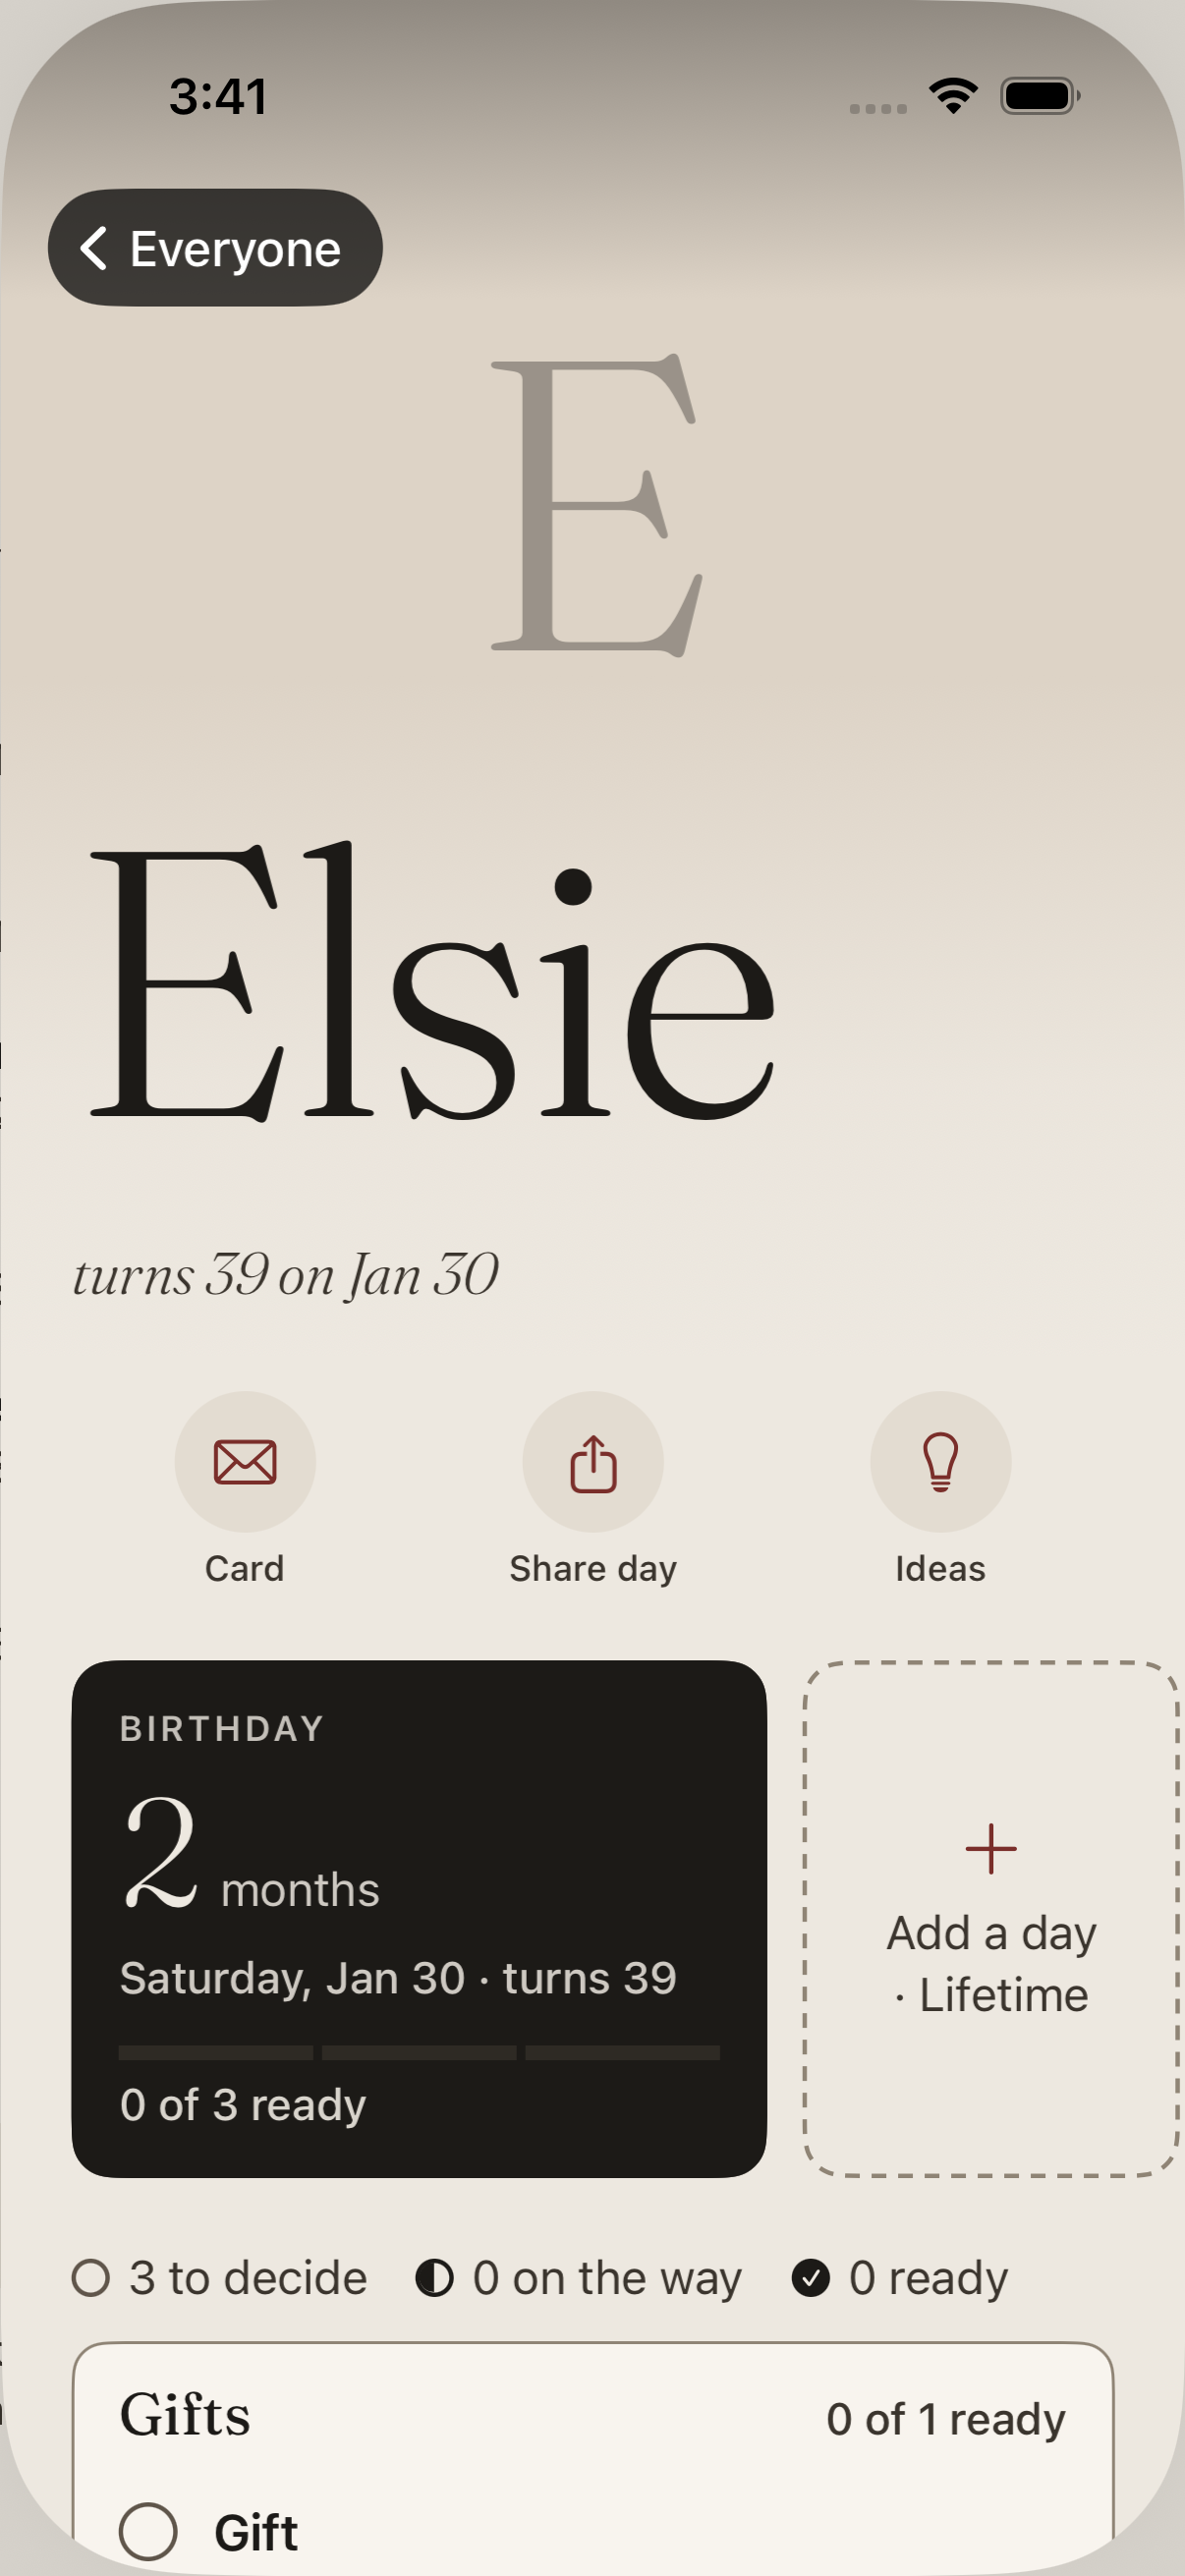 3:41
Everyone
E
Elsie
turns 39 on Jan 30
Card
Share day
Ideas
BIRTHDAY
2 months
Saturday, Jan 30 · turns 39
0 of 3 ready
Add a day
· Lifetime
3 to decide
0 on the way
0 ready
Gifts
0 of 1 ready
Gift